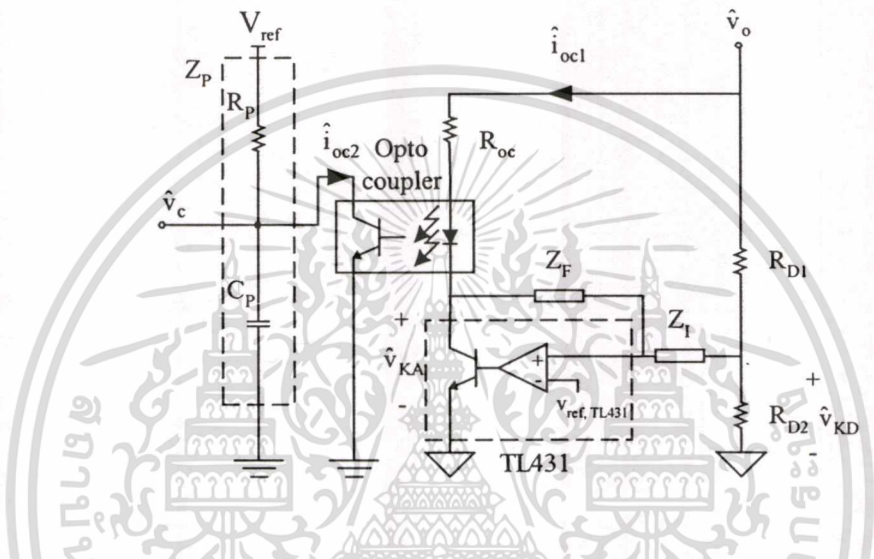 V_ref
v̂_o
î_oc1
Z_P
R_P
î_oc2
Opto
coupler
R_oc
v̂_c
C_P
Z_F
R_D1
Z_I
+
v̂_KA
-
+
-
v_ref, TL431
+
R_D2 v̂_KD
-
TL431